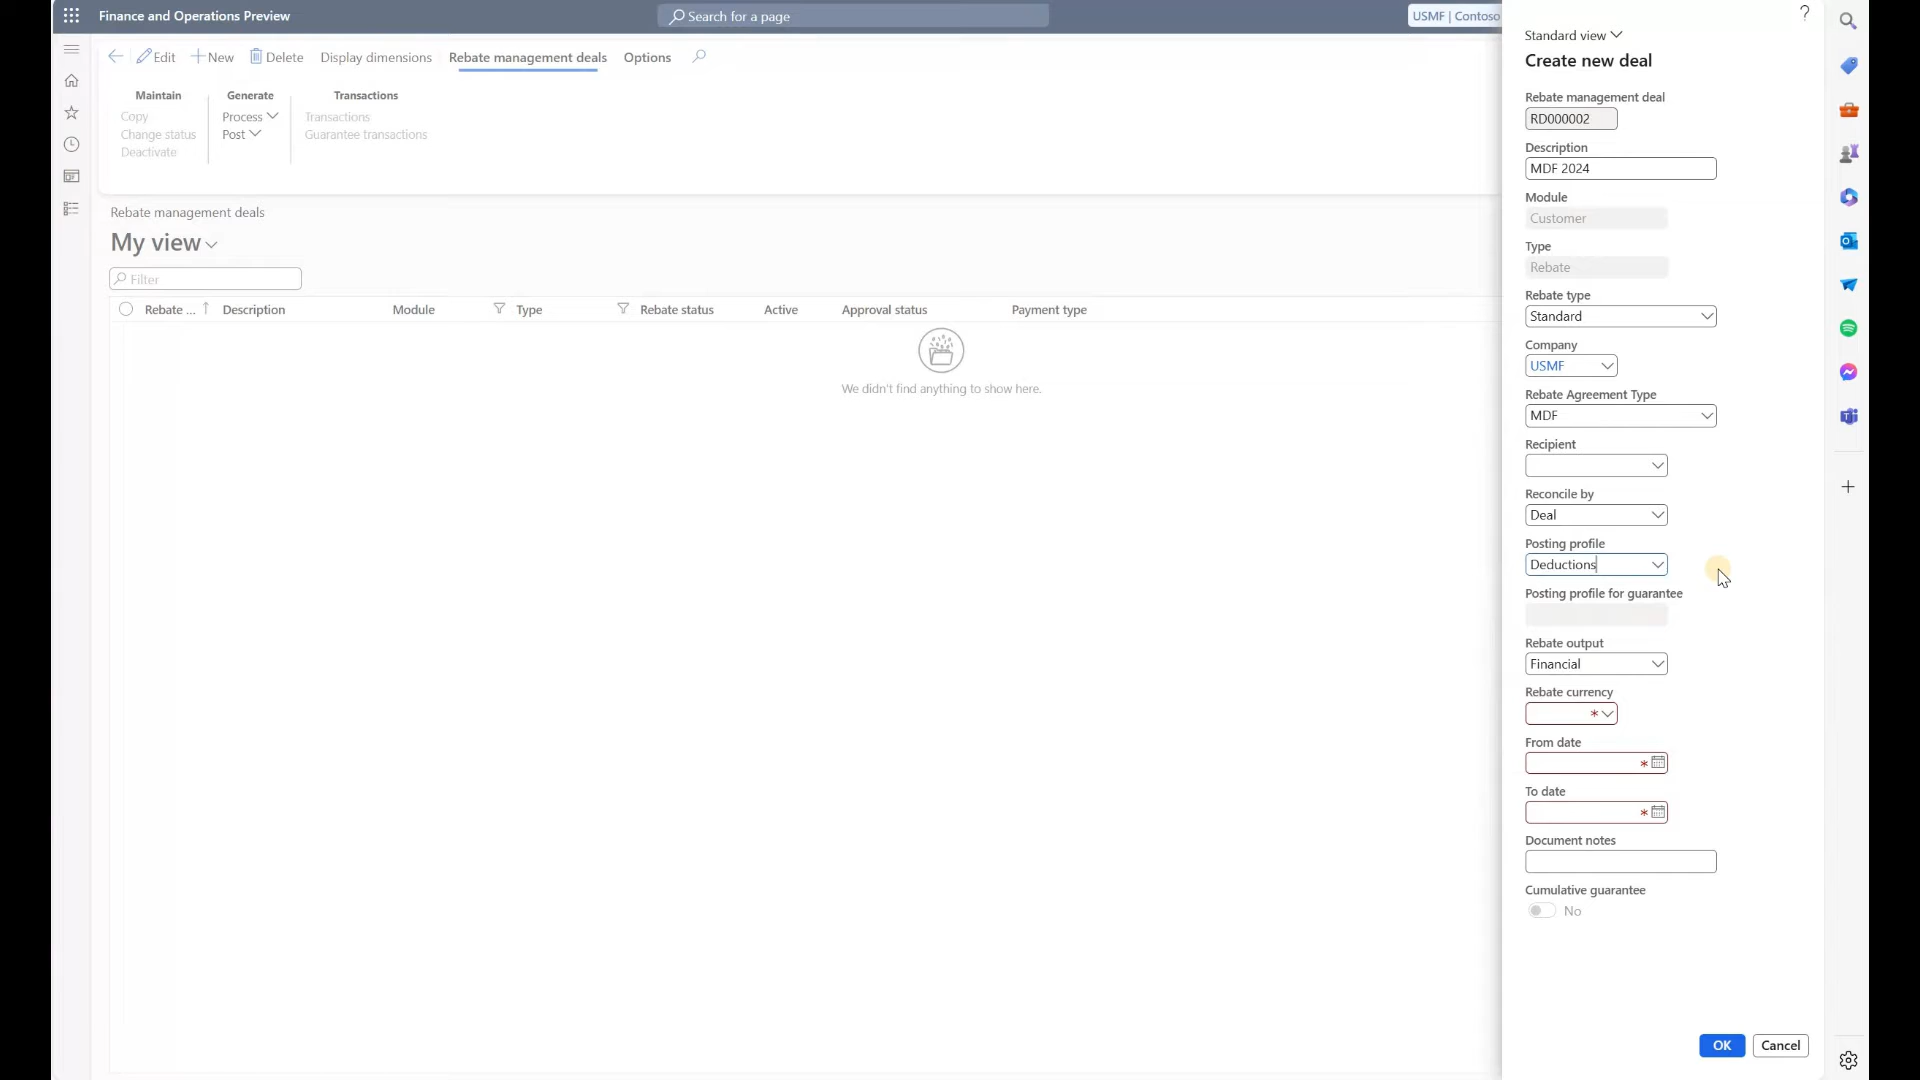 Finance and Operations Preview
Search for a page
USMF | Contoso
?
Edit
New
Delete
Display dimensions
Rebate management deals
Options
Maintain
Generate
Transactions
Copy
Process
Transactions
Change status
Post
Guarantee transactions
Deactivate
Rebate management deals
My view
Filter
Rebate ...
Description
Module
Type
Rebate status
Active
Approval status
Payment type
We didn't find anything to show here.
Standard view
Create new deal
Rebate management deal
RD000002
Description
MDF 2024
Module
Customer
Type
Rebate
Rebate type
Standard
Company
USMF
Rebate Agreement Type
MDF
Recipient
Reconcile by
Deal
Posting profile
Deductions
Posting profile for guarantee
Rebate output
Financial
Rebate currency
*
From date
*
To date
*
Document notes
Cumulative guarantee
No
OK
Cancel